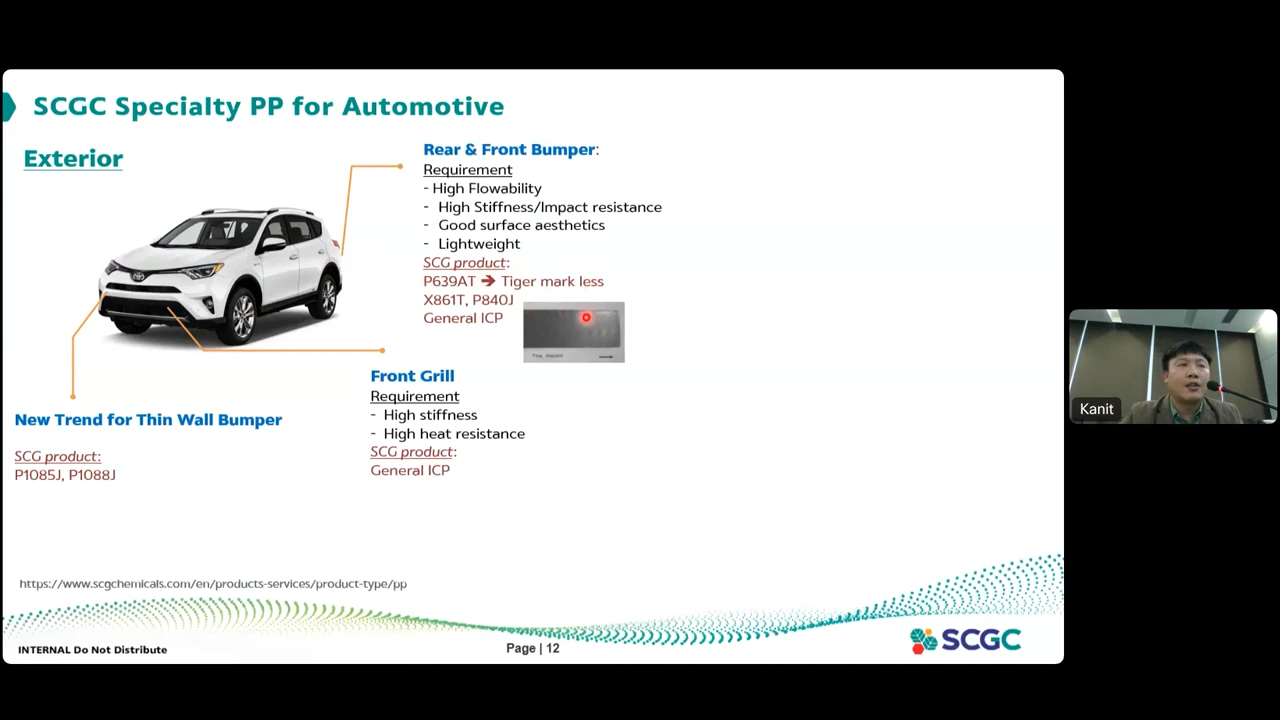 SCGC Specialty PP for Automotive
Exterior
Rear & Front Bumper:
Requirement
- High Flowability
- High Stiffness/Impact resistance
- Good surface aesthetics
- Lightweight
SCG product:
P639AT ➔ Tiger mark less
X861T, P840J
General ICP
Flow direction
Front Grill
Requirement
- High stiffness
- High heat resistance
SCG product:
General ICP
New Trend for Thin Wall Bumper
SCG product:
P1085J, P1088J
https://www.scgchemicals.com/en/products-services/product-type/pp
INTERNAL Do Not Distribute
Page | 12
SCGC
Kanit